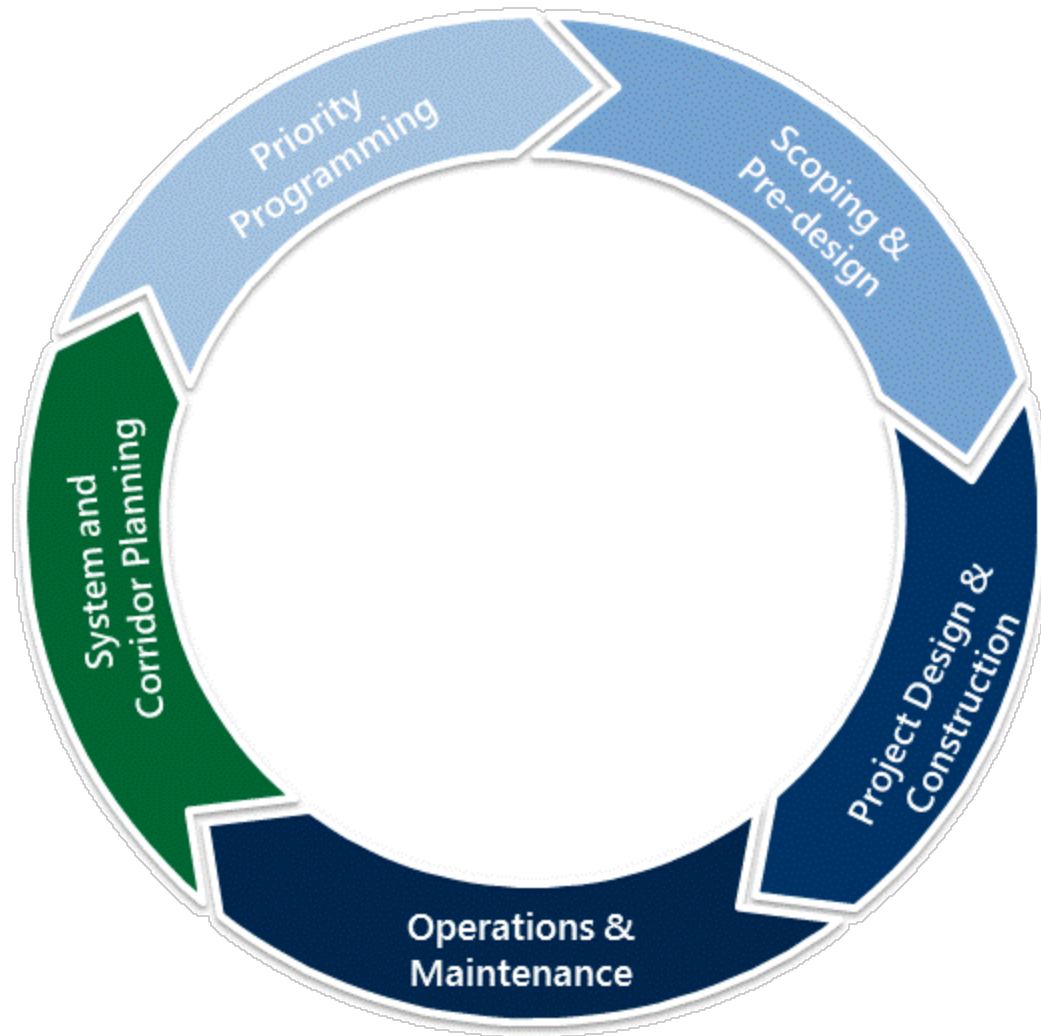 Priority
Programming
Scoping &
Pre-design
Project Design &
Construction
Operations &
Maintenance
System and
Corridor Planning